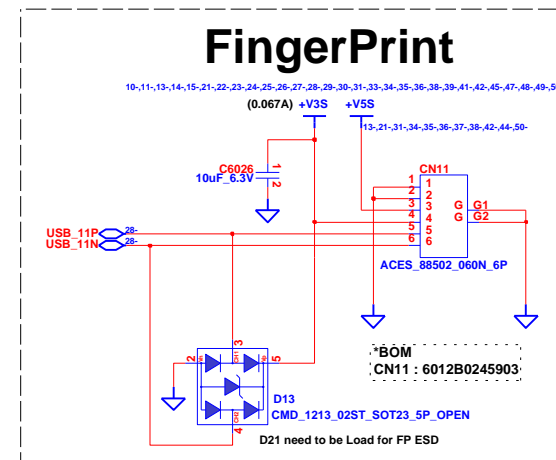 FingerPrint
10-,11-,13-,14-,15-,21-,22-,23-,24-,25-,26-,27-,28-,29-,30-,31-,33-,34-,35-,36-,38-,39-,41-,42-,45-,47-,48-,49-,5
(0.067A) +V3S +V5S
13-,21-,31-,34-,35-,36-,37-,38-,42-,44-,50-
C6026
10uF_6.3V
1
2
CN11
1 1
2 2
3 3
4 4
5 5
6 6
G G1
G G2
ACES_88502_060N_6P
USB_11P 28-
USB_11N 28-
3
2
5
4
CH1
CH2
D13
CMD_1213_02ST_SOT23_5P_OPEN
D21 need to be Load for FP ESD
*BOM
CN11 : 6012B0245903